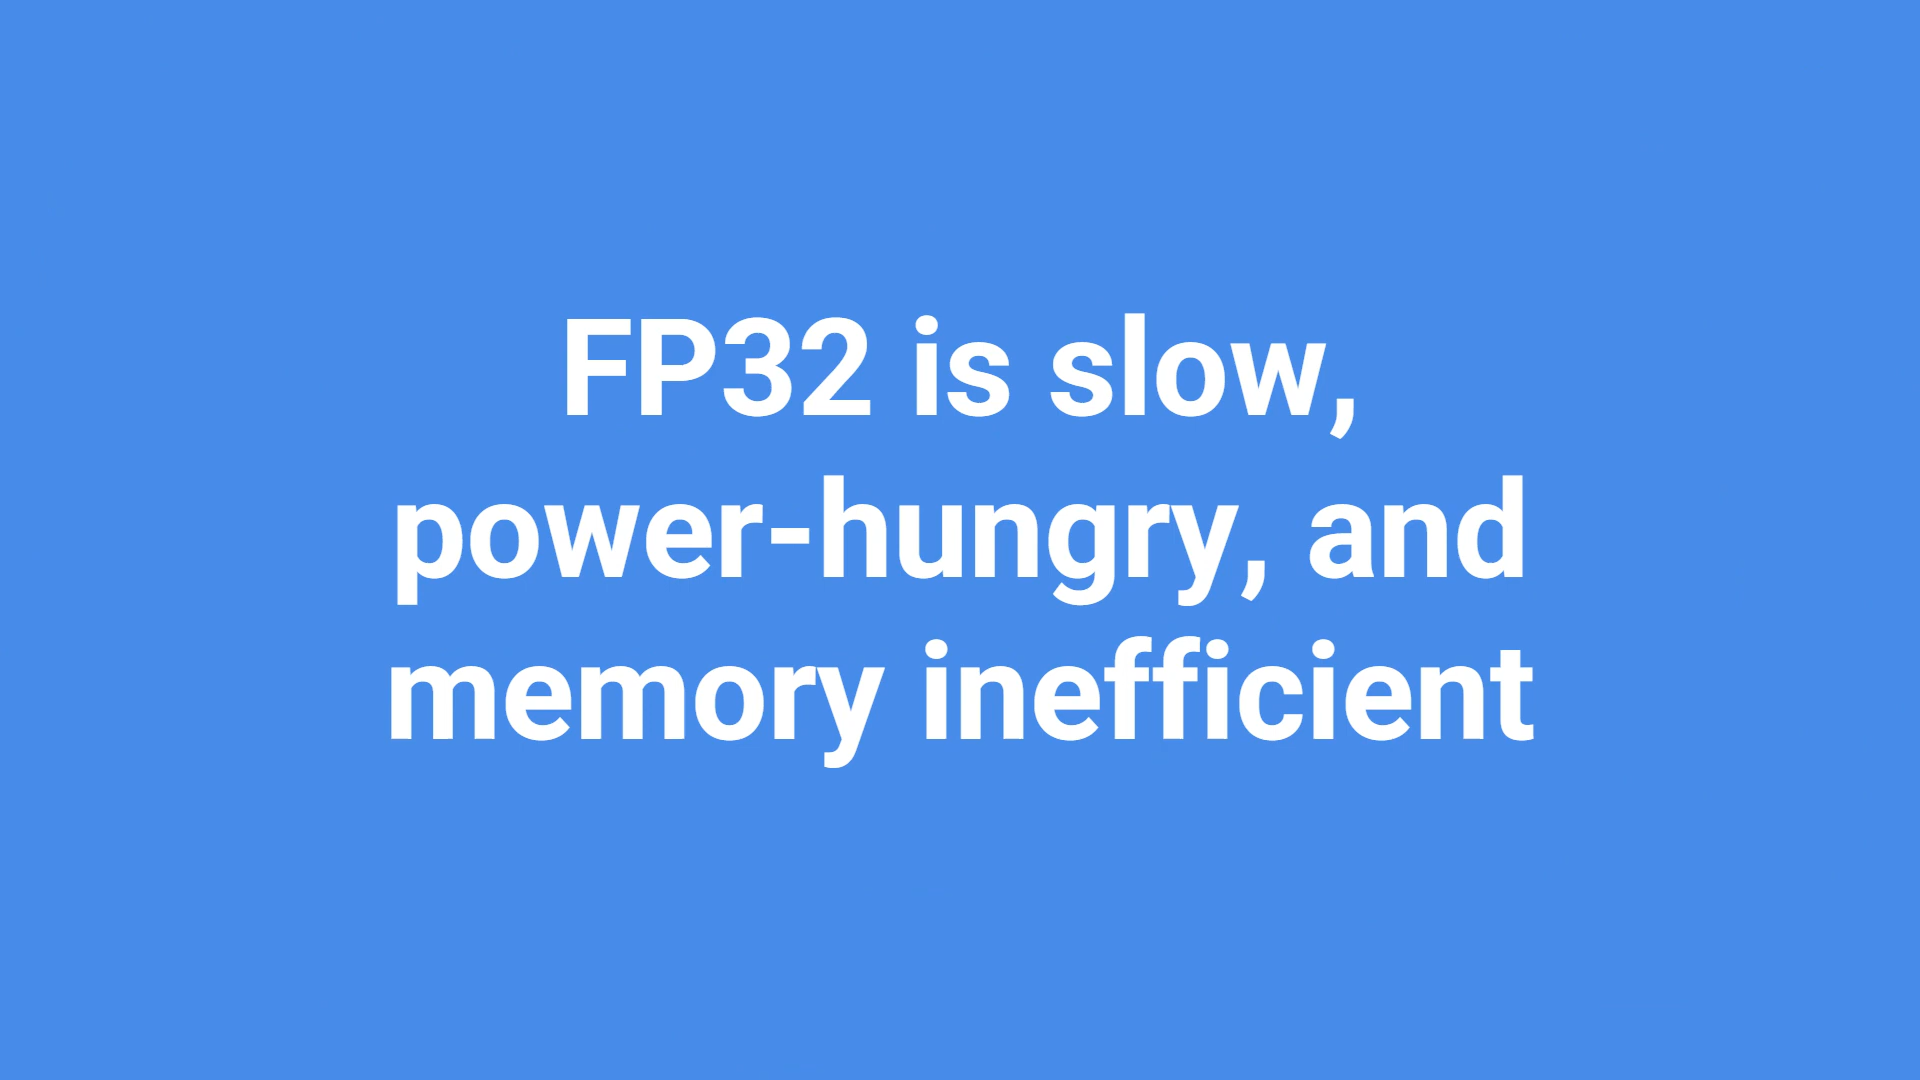 FP32 is slow,
power-hungry, and
memory inefficient